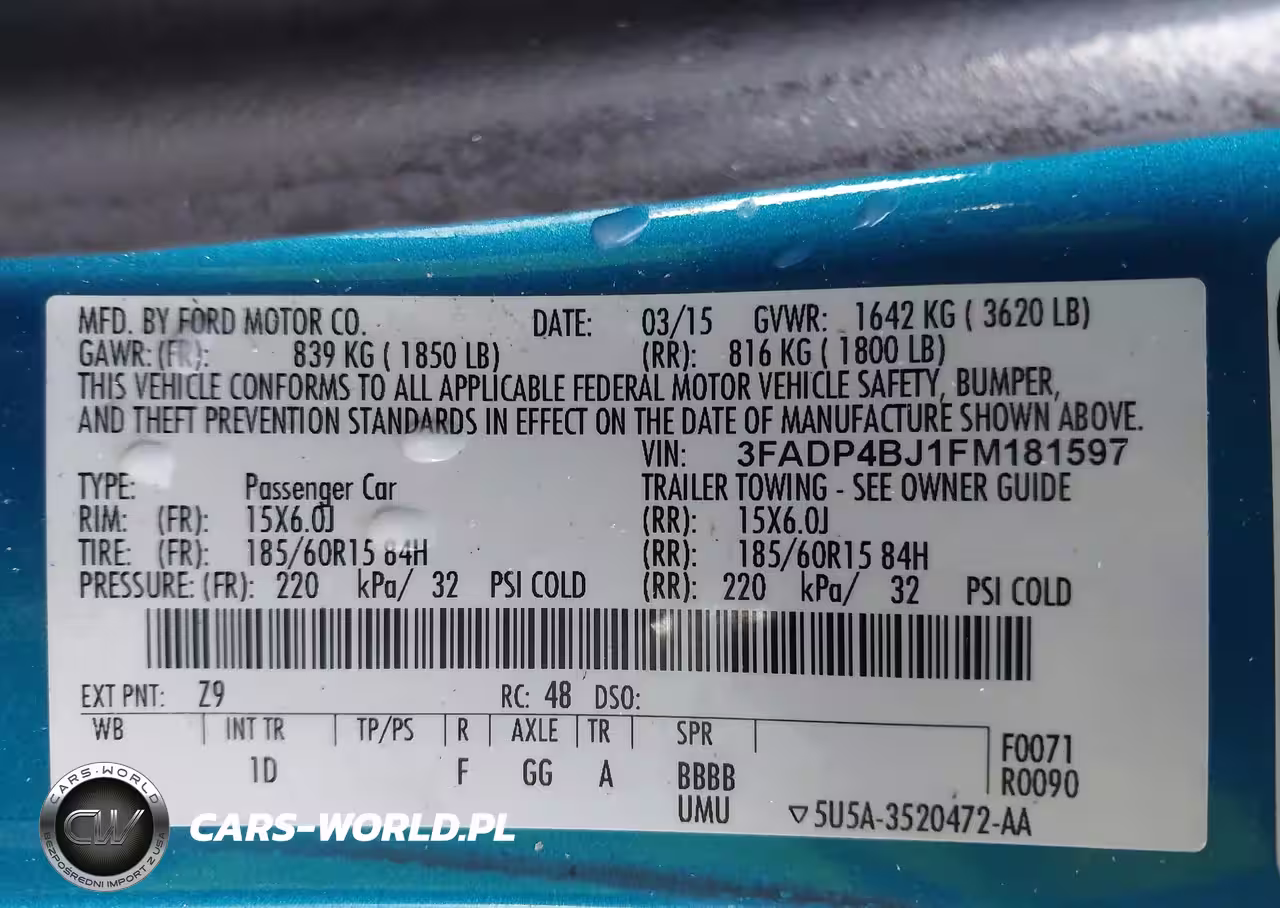 MFD. BY FORD MOTOR CO. DATE: 03/15 GVWR: 1642 KG ( 3620 LB)
GAWR: (FR): 839 KG ( 1850 LB) (RR): 816 KG ( 1800 LB)
THIS VEHICLE CONFORMS TO ALL APPLICABLE FEDERAL MOTOR VEHICLE SAFETY, BUMPER,
AND THEFT PREVENTION STANDARDS IN EFFECT ON THE DATE OF MANUFACTURE SHOWN ABOVE.
VIN: 3FADP4BJ1FM181597
TYPE: Passenger Car TRAILER TOWING - SEE OWNER GUIDE
RIM: (FR): 15X6.0J (RR): 15X6.0J
TIRE: (FR): 185/60R15 84H (RR): 185/60R15 84H
PRESSURE: (FR): 220 kPa/ 32 PSI COLD (RR): 220 kPa/ 32 PSI COLD
EXT PNT: Z9 RC: 48 DSO:
WB INT TR TP/PS R AXLE TR SPR F0071
1D F GG A BBBB R0090
UMU ▽5U5A-3520472-AA
CARS-WORLD
CW
BEZPOŚREDNI IMPORT Z USA
CARS-WORLD.PL